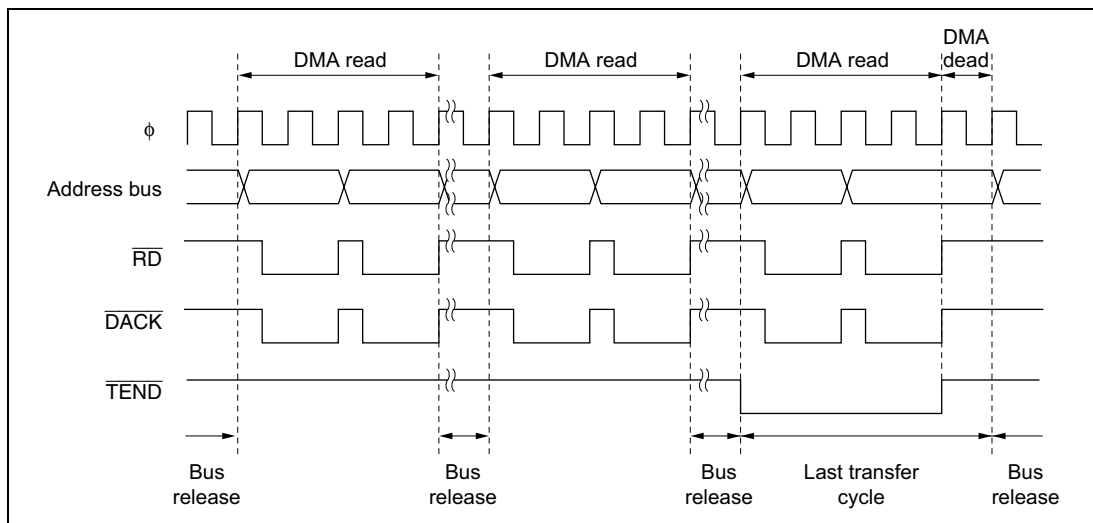 DMA
dead
DMA read
DMA read
DMA read
ϕ
Address bus
RD
DACK
TEND
Bus
release
Bus
release
Bus
release
Last transfer
cycle
Bus
release